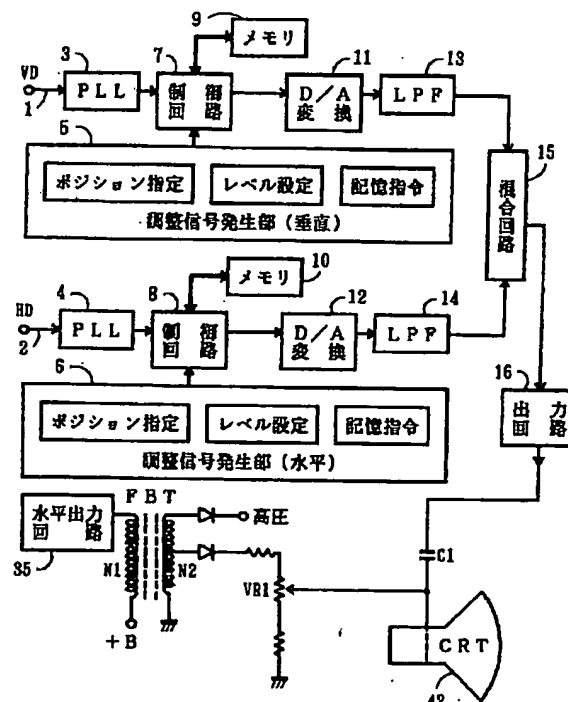 9
メモリ
VD
3
7
11
13
PLL
制御
回路
D/A
変換
LPF
1
5
15
ポジション指定
レベル設定
記憶指令
調整信号発生部(垂直)
混合回路
メモリ
10
HD
4
8
12
14
PLL
制御
回路
D/A
変換
LPF
2
6
16
ポジション指定
レベル設定
記憶指令
調整信号発生部(水平)
出力
回路
FBT
水平出力
回路
高圧
35
N1
N2
VR1
C1
+B
CRT
42